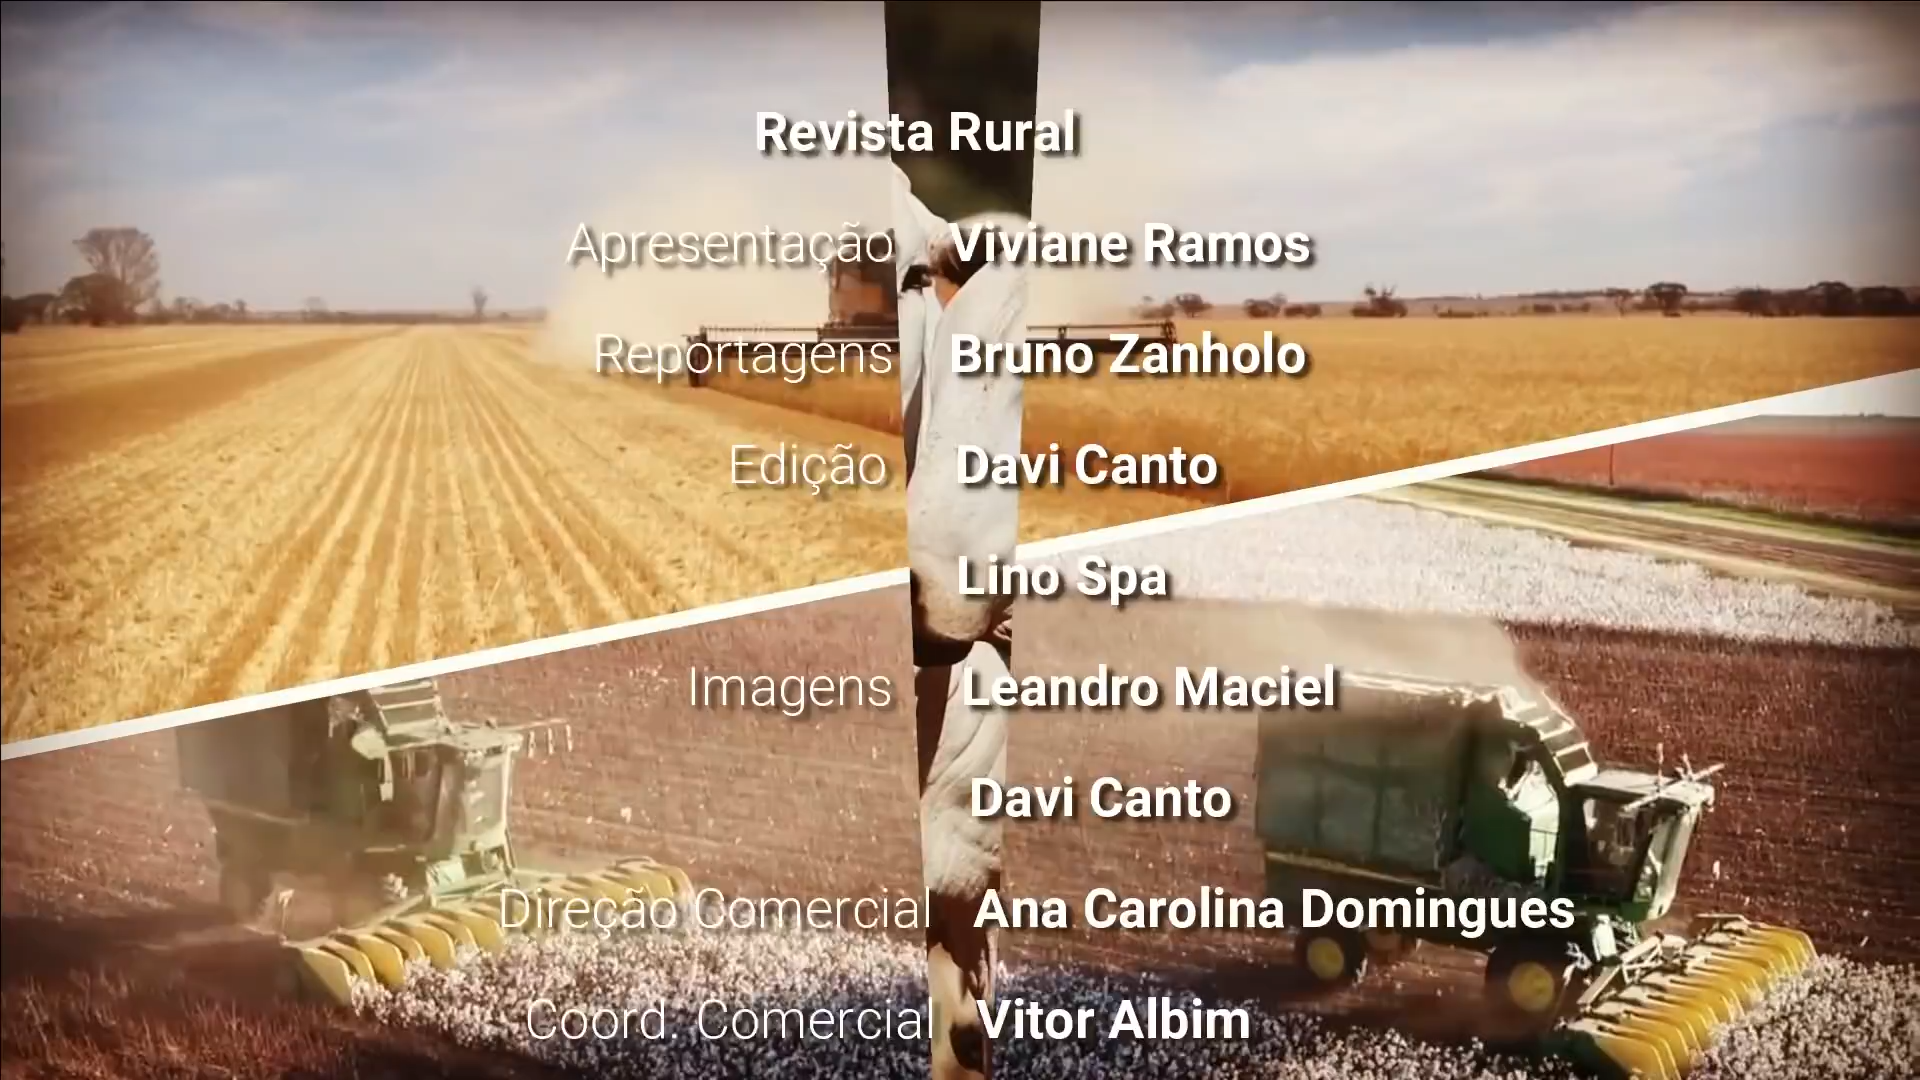 Revista Rural
Apresentação Viviane Ramos
Reportagens Bruno Zanholo
Edição Davi Canto
Lino Spa
Imagens Leandro Maciel
Davi Canto
Direção Comercial Ana Carolina Domingues
Coord. Comercial Vitor Albim